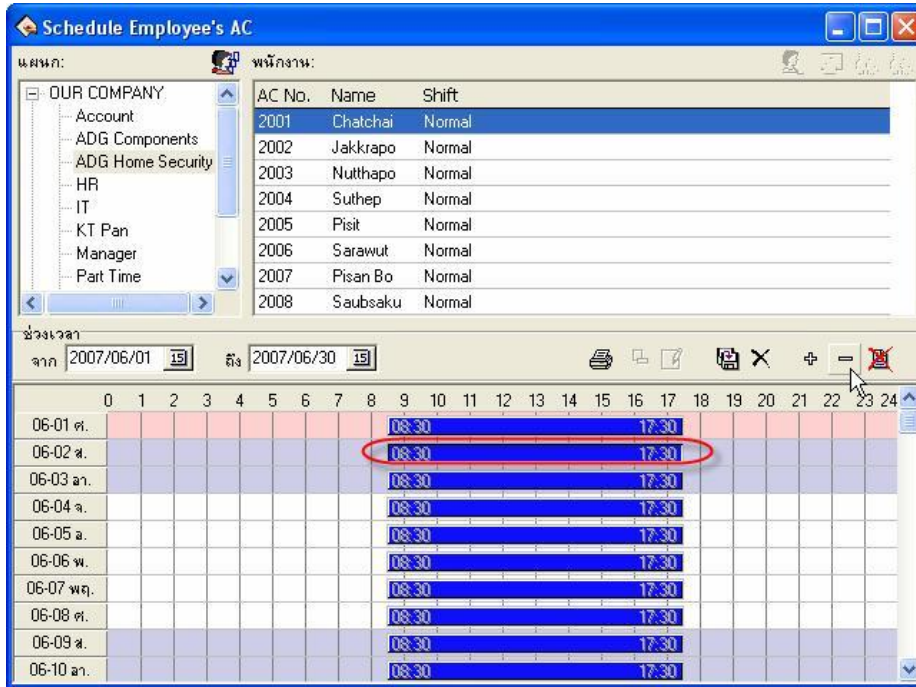 Schedule Employee's AC
แผนก:
พนักงาน:
OUR COMPANY
Account
ADG Components
ADG Home Security
HR
IT
KT Pan
Manager
Part Time
AC No. Name Shift
2001 Chatchai Normal
2002 Jakkrapo Normal
2003 Nutthapo Normal
2004 Suthep Normal
2005 Pisit Normal
2006 Sarawut Normal
2007 Pisan Bo Normal
2008 Saubsaku Normal
ช่วงเวลา
จาก 2007/06/01 15 ถึง 2007/06/30 15
0 1 2 3 4 5 6 7 8 9 10 11 12 13 14 15 16 17 18 19 20 21 22 23 24
06-01 ศ. 08:30 17:30
06-02 ส. 08:30 17:30
06-03 อา. 08:30 17:30
06-04 จ. 08:30 17:30
06-05 อ. 08:30 17:30
06-06 พ. 08:30 17:30
06-07 พฤ. 08:30 17:30
06-08 ศ. 08:30 17:30
06-09 ส. 08:30 17:30
06-10 อา. 08:30 17:30